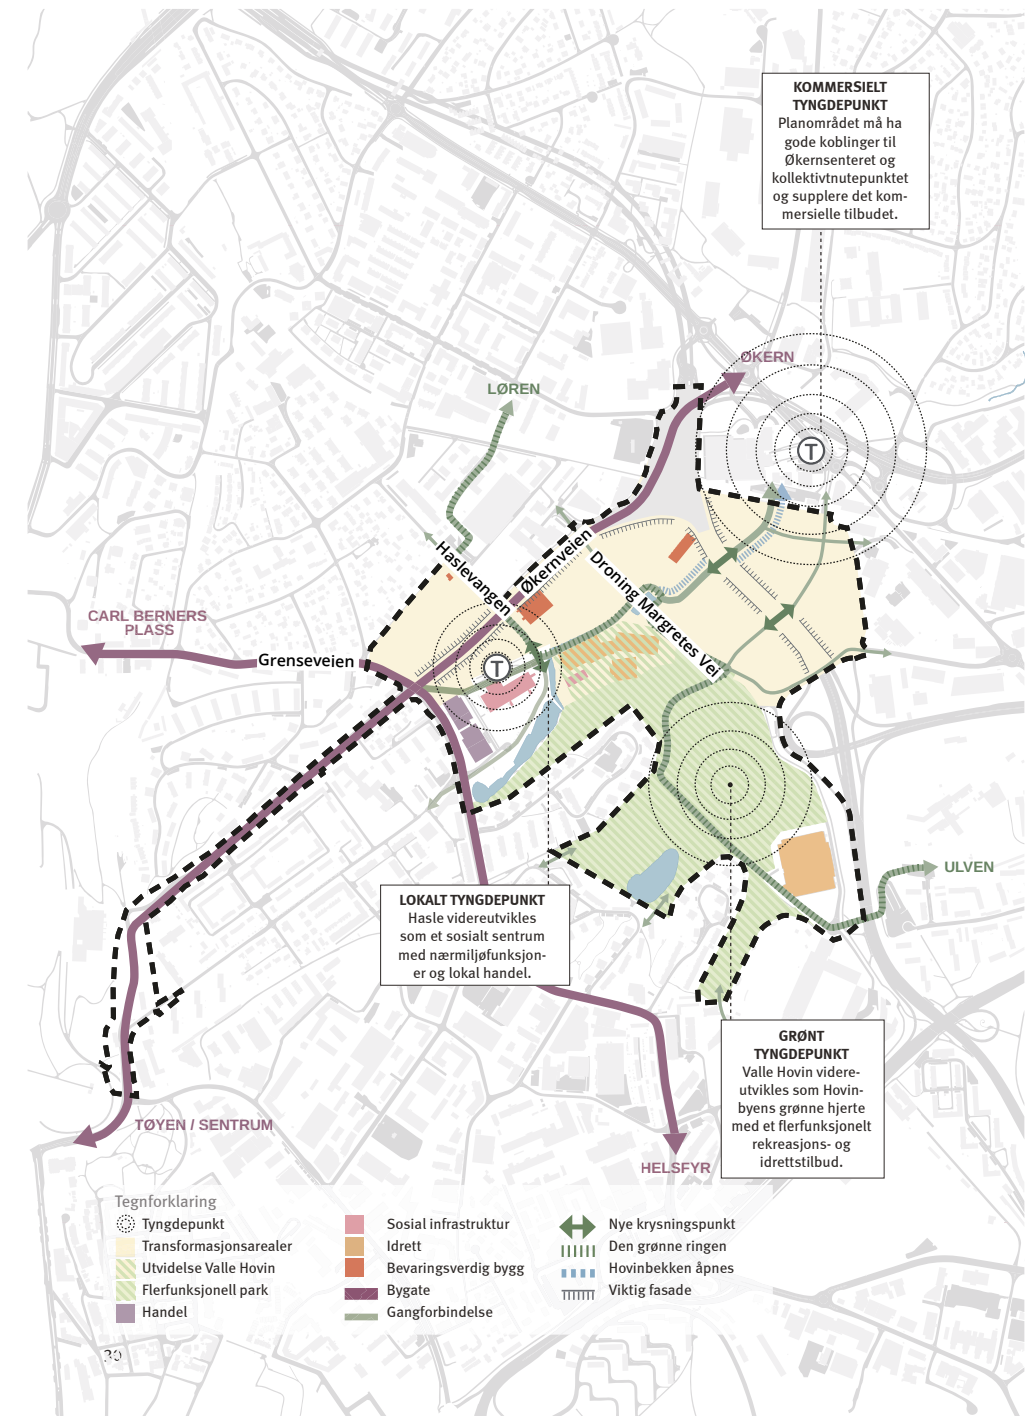 KOMMERSIELT
TYNGDEPUNKT
Planområdet må ha
gode koblinger til
Økernsenteret og
kollektivtnutepunktet
og supplere det kom-
mersielle tilbudet.
ØKERN
LØREN
T
Haslevangen
Økernveien
Droning Margretes Vei
CARL BERNERS
PLASS
Grenseveien
T
ULVEN
LOKALT TYNGDEPUNKT
Hasle videreutvikles
som et sosialt sentrum
med nærmiljøfunksjon-
er og lokal handel.
GRØNT
TYNGDEPUNKT
Valle Hovin videre-
utvikles som Hovin-
byens grønne hjerte
med et flerfunksjonelt
rekreasjons- og
idrettstilbud.
TØYEN / SENTRUM
HELSFYR
Tegnforklaring
Tyngdepunkt
Transformasjonsarealer
Utvidelse Valle Hovin
Flerfunksjonell park
Handel
Sosial infrastruktur
Idrett
Bevaringsverdig bygg
Bygate
Gangforbindelse
Nye krysningspunkt
Den grønne ringen
Hovinbekken åpnes
Viktig fasade
30